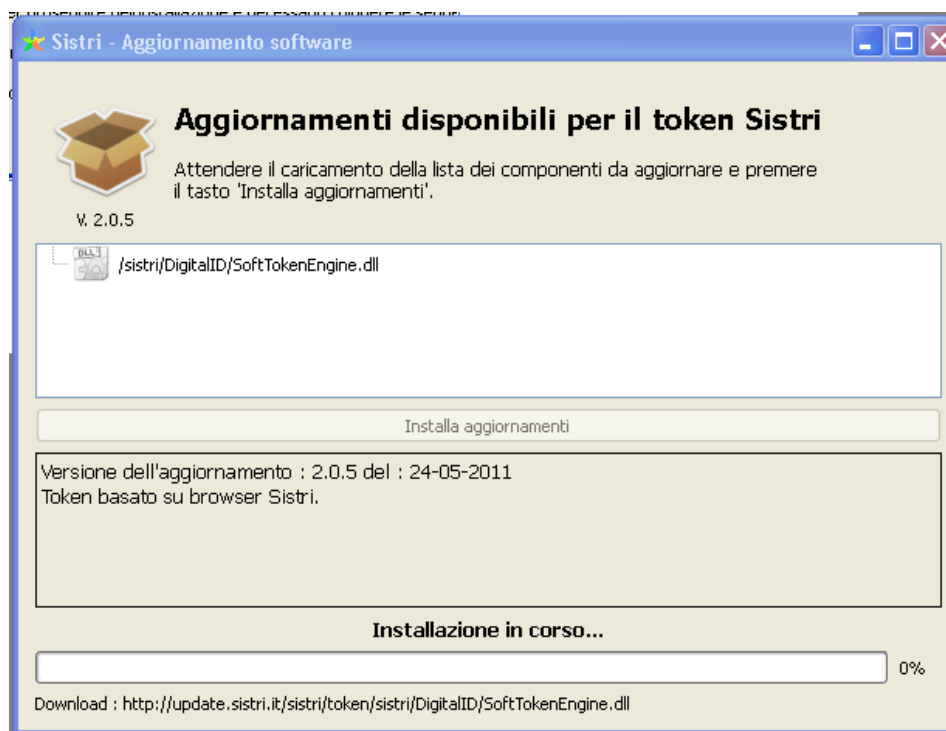 Sistri - Aggiornamento software
Aggiornamenti disponibili per il token Sistri
Attendere il caricamento della lista dei componenti da aggiornare e premere
il tasto 'Installa aggiornamenti'.
V. 2.0.5
DLL
/sistri/DigitalID/SoftTokenEngine.dll
Installa aggiornamenti
Versione dell'aggiornamento : 2.0.5 del : 24-05-2011
Token basato su browser Sistri.
Installazione in corso...
0%
Download : http://update.sistri.it/sistri/token/sistri/DigitalID/SoftTokenEngine.dll